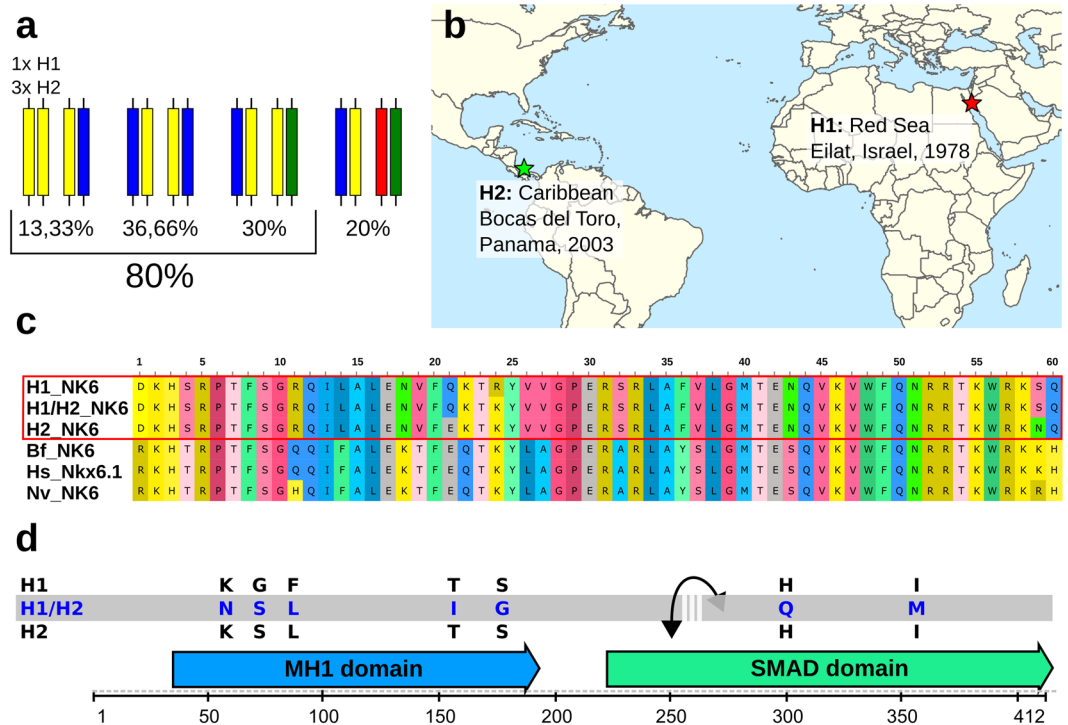 a
1x H1
3x H2
13,33%
36,66%
30%
20%
80%
b
H1: Red Sea
Eilat, Israel, 1978
H2: Caribbean
Bocas del Toro,
Panama, 2003
c
1 5 10 15 20 25 30 35 40 45 50 55 60
H1_NK6 D K H S R P T F S G R Q I L A L E N V F Q K T R Y V V G P E R S R L A F V L G M T E N Q V K V W F Q N R R T K W R K S Q
H1/H2_NK6 D K H S R P T F S G R Q I L A L E N V F Q K T K Y V V G P E R S R L A F V L G M T E N Q V K V W F Q N R R T K W R K S Q
H2_NK6 D K H S R P T F S G R Q I L A L E N V F E K T K Y V V G P E R S R L A F V L G M T E N Q V K V W F Q N R R T K W R K N Q
Bf_NK6 R K H T R P T F S G Q Q I F A L E K T F E Q T K Y L A G P E R A R L A Y S L G M T E S Q V K V W F Q N R R T K W R K K H
Hs_Nkx6.1 R K H T R P T F S G Q Q I F A L E K T F E Q T K Y L A G P E R A R L A Y S L G M T E S Q V K V W F Q N R R T K W R K K H
Nv_NK6 R K H T R P T F S G H Q I F A L E K T F E Q T K Y L A G P E R A R L A Y S L G M T E S Q V K V W F Q N R R T K W R K R H
d
H1 K G F T S H I
H1/H2 N S L I G Q M
H2 K S L T S H I
MH1 domain SMAD domain
1 50 100 150 200 250 300 350 412